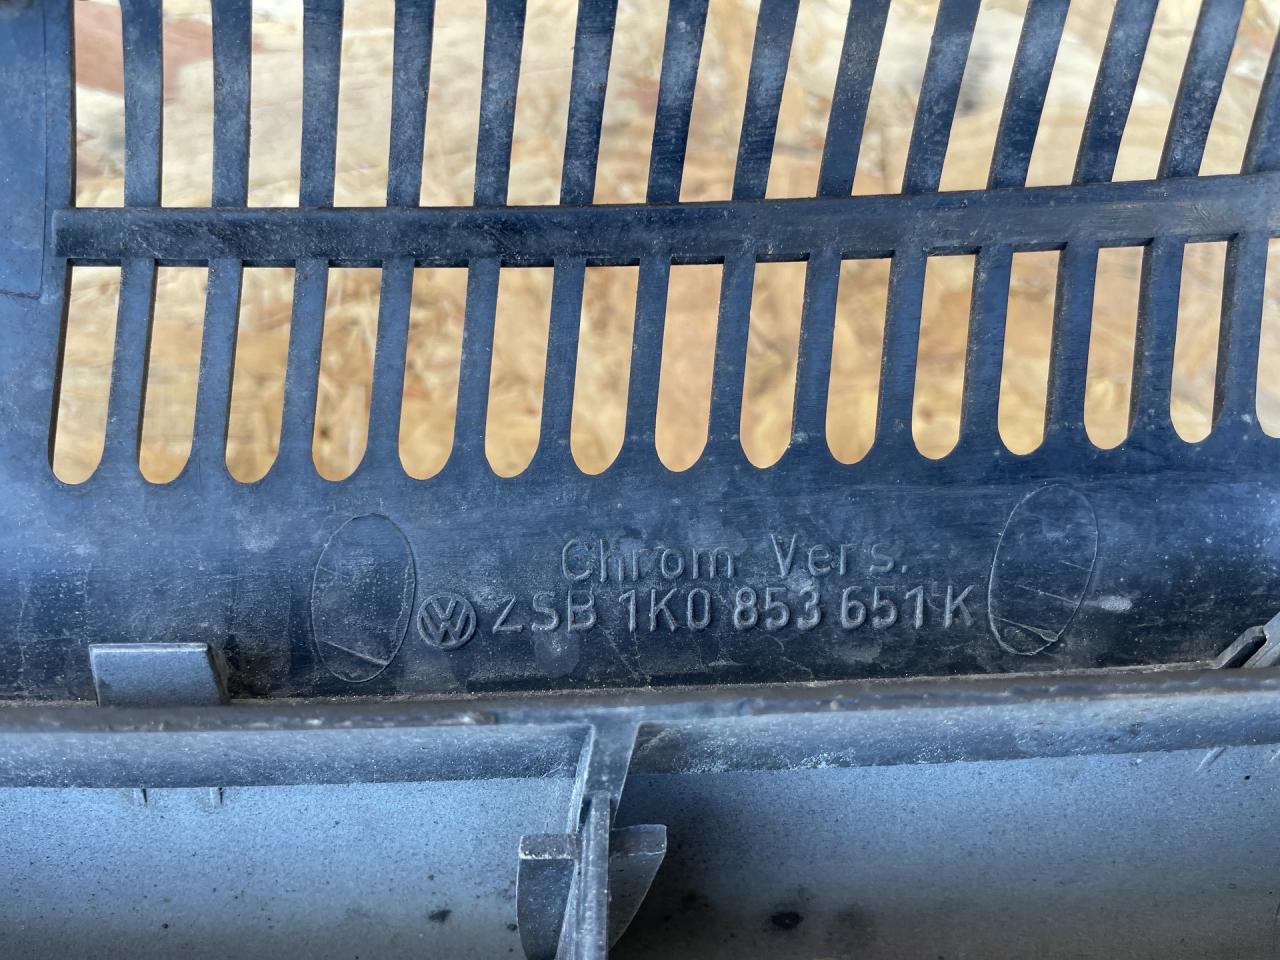 Chrom Vers.
ZSB 1K0 853 651 K